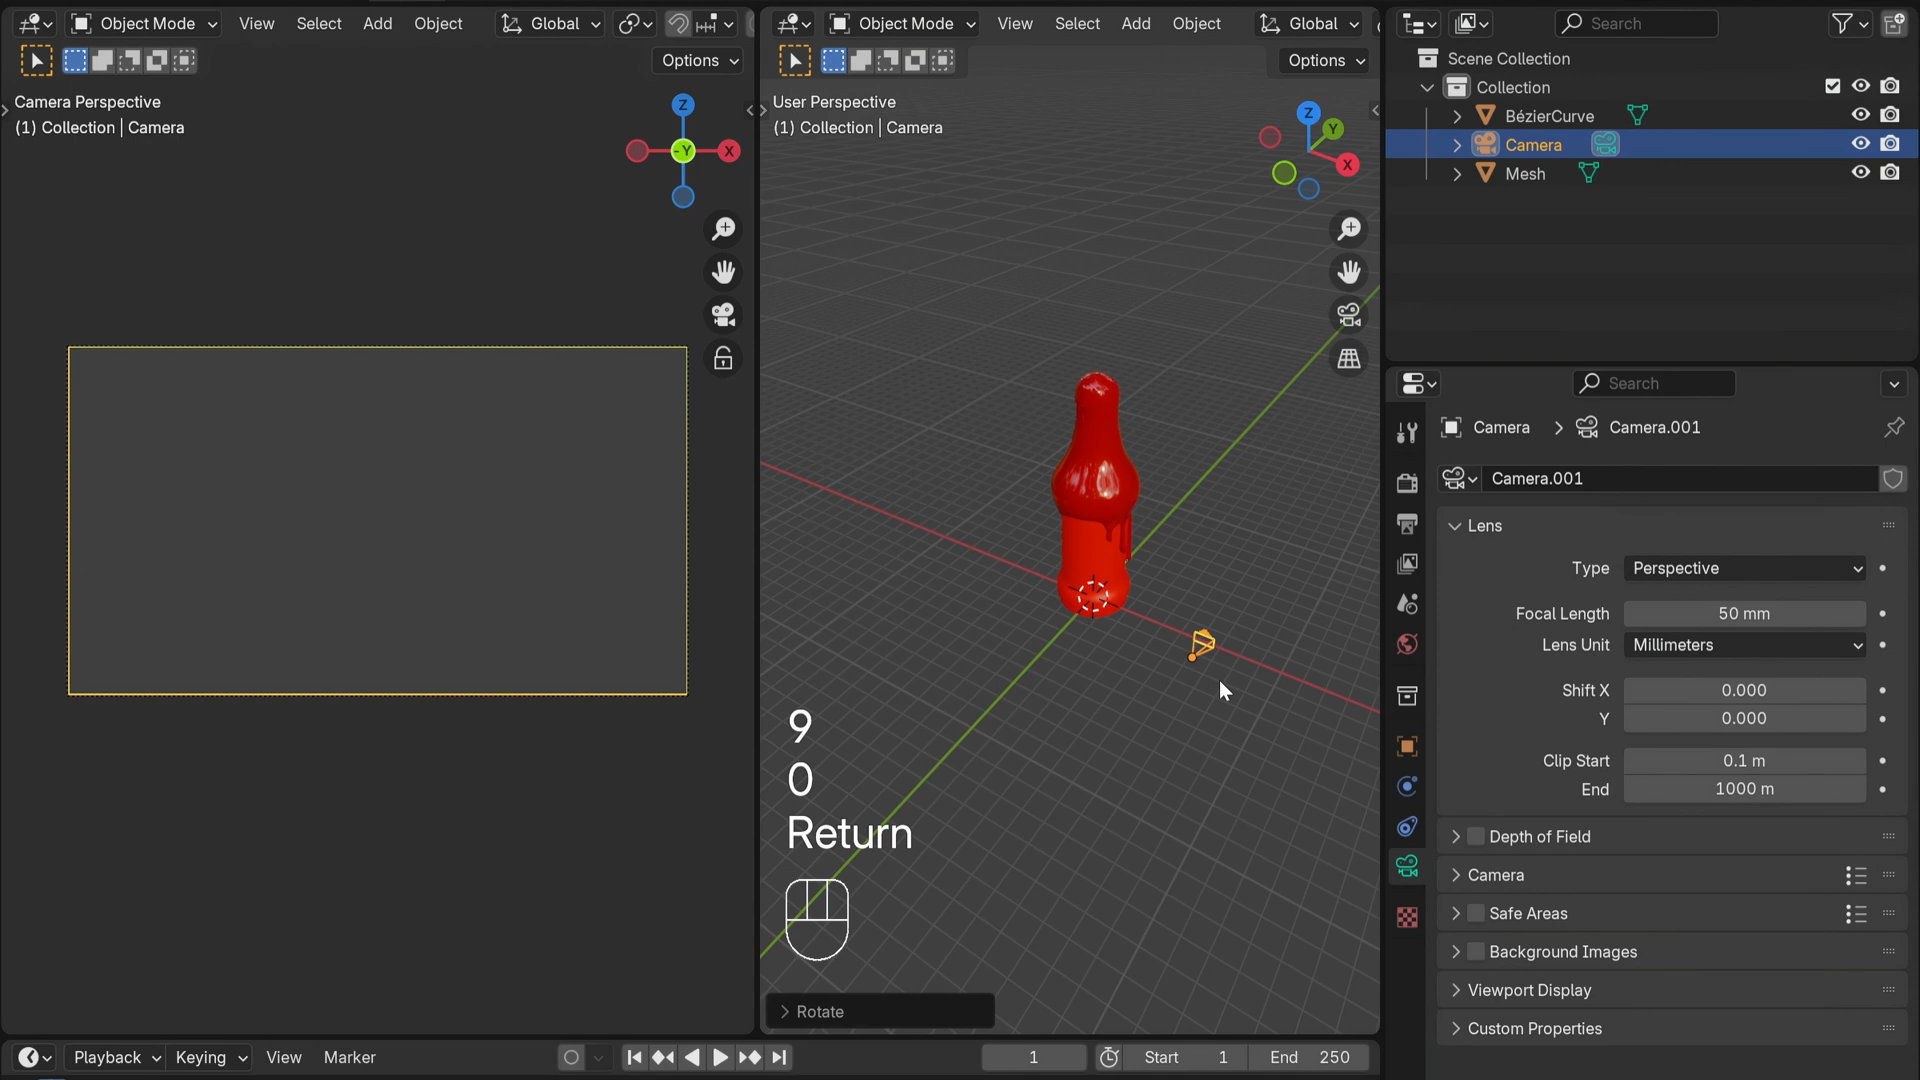 Object Mode View Select Add Object Global
Options
Camera Perspective
(1) Collection | Camera
Z
-Y
X
Object Mode View Select Add Object Global
Options
User Perspective
(1) Collection | Camera
Z
Y
X
9
0
Return
Rotate
Search
Scene Collection
Collection
BézierCurve
Camera
Mesh
Search
Camera Camera.001
Camera.001
Lens
Type Perspective
Focal Length 50 mm
Lens Unit Millimeters
Shift X 0.000
Y 0.000
Clip Start 0.1 m
End 1000 m
Depth of Field
Camera
Safe Areas
Background Images
Viewport Display
Custom Properties
Playback Keying View Marker 1 Start 1 End 250